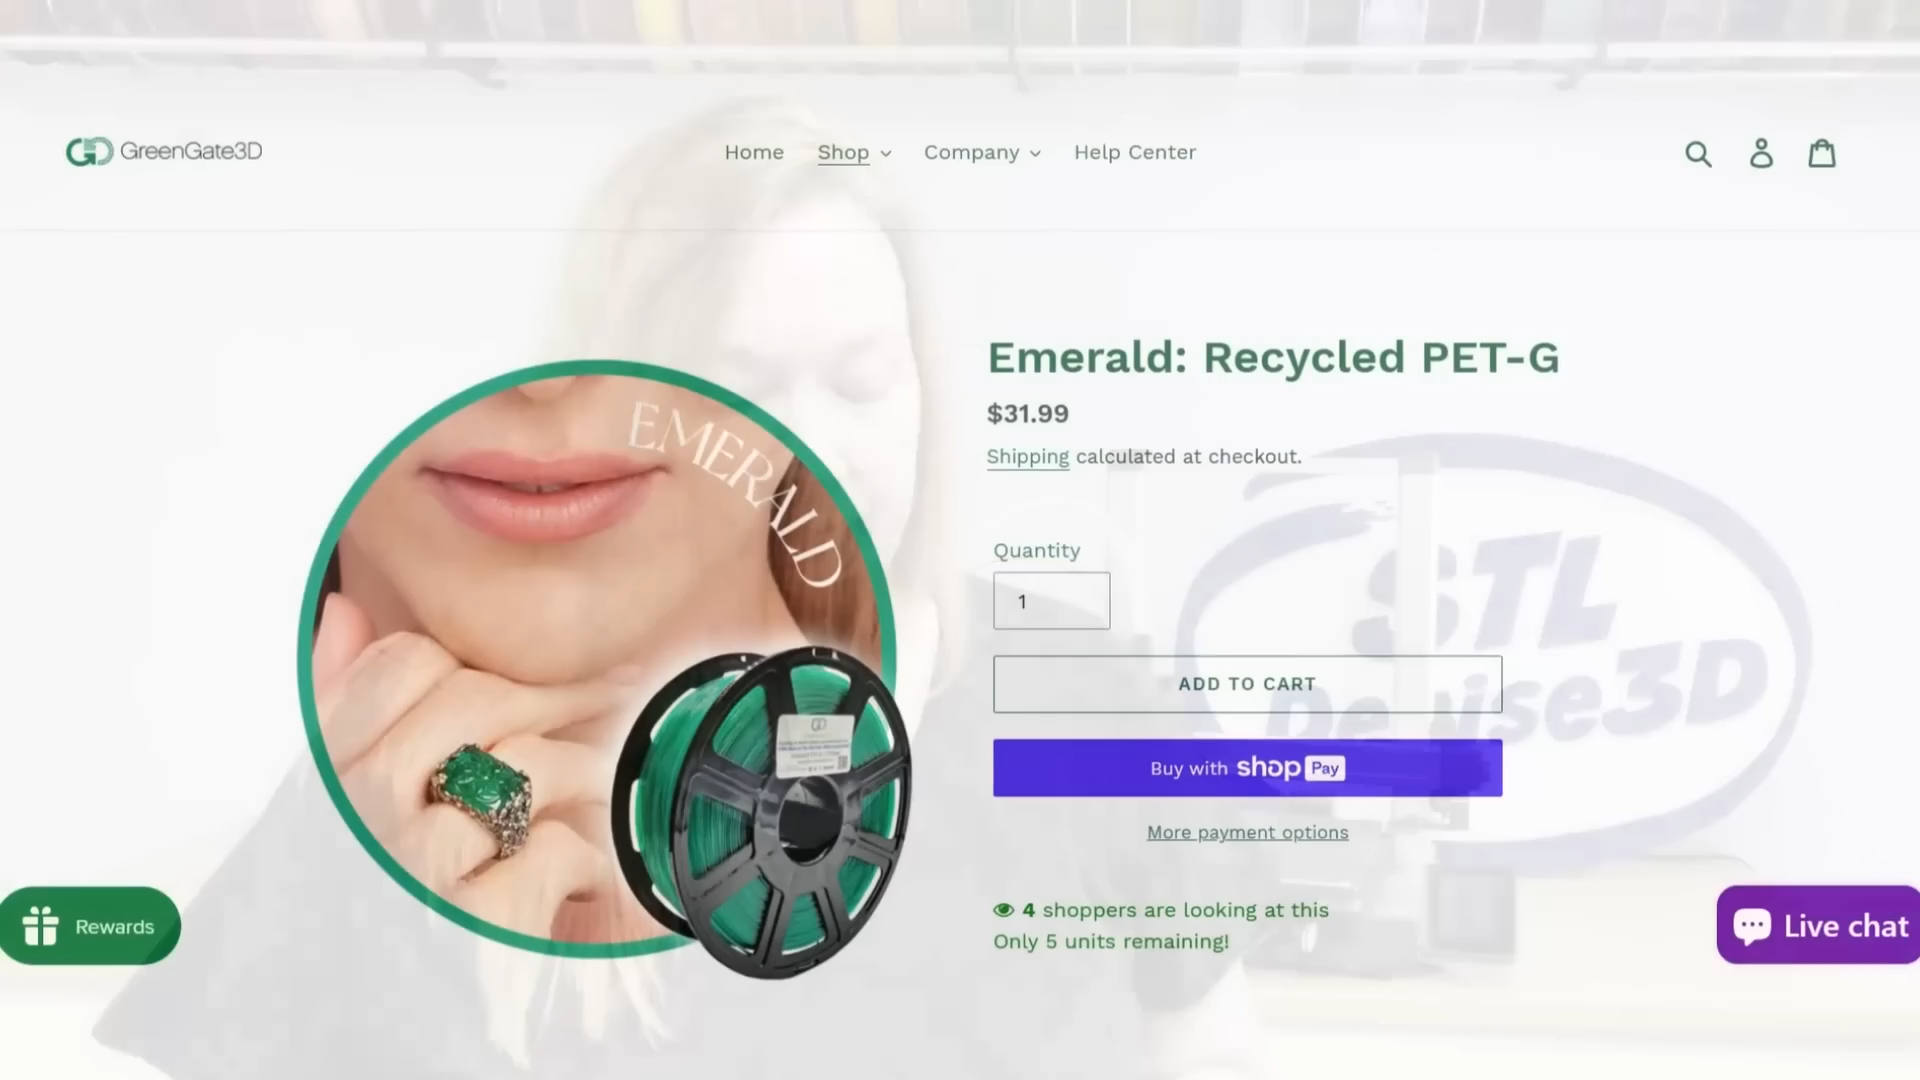 GreenGate3D
Home Shop Company Help Center
EMERALD
Emerald: Recycled PET-G
$31.99
Shipping calculated at checkout.
Quantity
1
ADD TO CART
Buy with shop Pay
More payment options
4 shoppers are looking at this
Only 5 units remaining!
STL
Denise3D
Rewards
Live chat